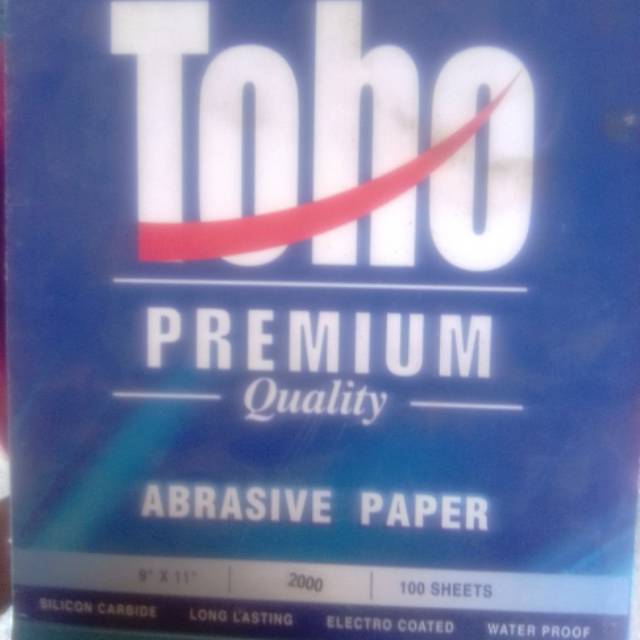 Toho
PREMIUM
Quality
ABRASIVE PAPER
9" X 11" 2000 100 SHEETS
SILICON CARBIDE LONG LASTING ELECTRO COATED WATER PROOF